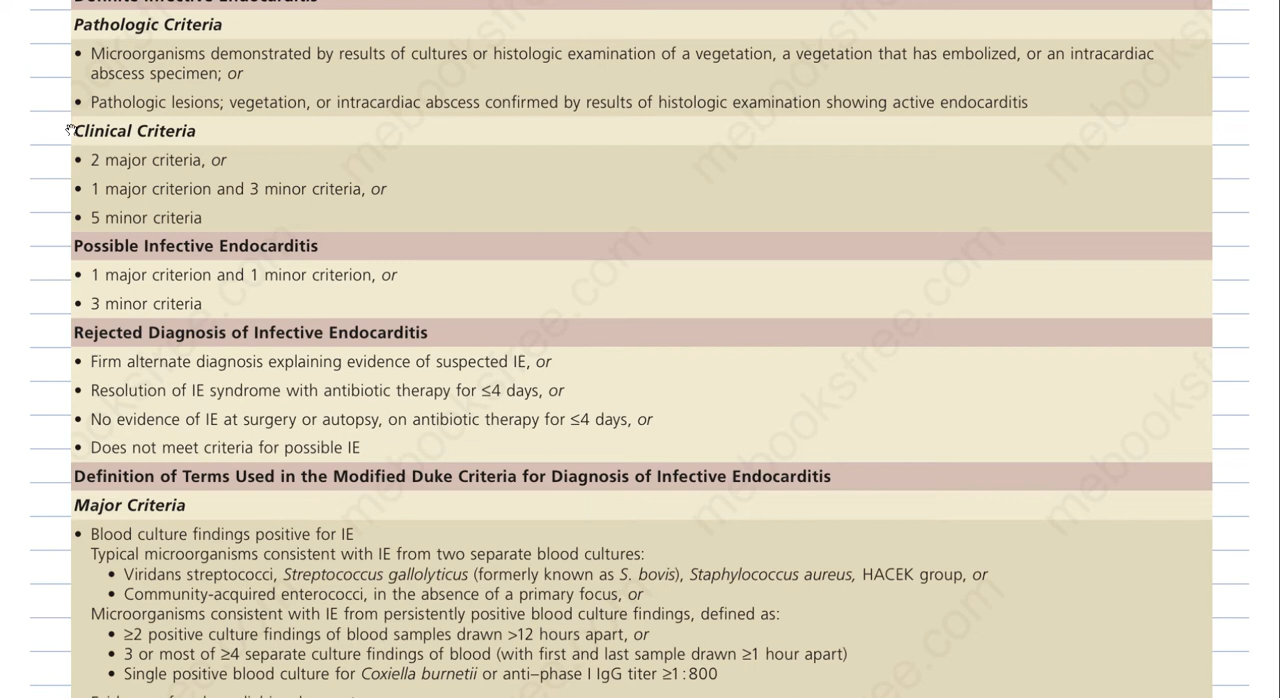 Definite Infective Endocarditis
Pathologic Criteria
• Microorganisms demonstrated by results of cultures or histologic examination of a vegetation, a vegetation that has embolized, or an intracardiac
abscess specimen; or
• Pathologic lesions; vegetation, or intracardiac abscess confirmed by results of histologic examination showing active endocarditis
Clinical Criteria
• 2 major criteria, or
• 1 major criterion and 3 minor criteria, or
• 5 minor criteria
Possible Infective Endocarditis
• 1 major criterion and 1 minor criterion, or
• 3 minor criteria
Rejected Diagnosis of Infective Endocarditis
• Firm alternate diagnosis explaining evidence of suspected IE, or
• Resolution of IE syndrome with antibiotic therapy for ≤4 days, or
• No evidence of IE at surgery or autopsy, on antibiotic therapy for ≤4 days, or
• Does not meet criteria for possible IE
Definition of Terms Used in the Modified Duke Criteria for Diagnosis of Infective Endocarditis
Major Criteria
• Blood culture findings positive for IE
Typical microorganisms consistent with IE from two separate blood cultures:
• Viridans streptococci, Streptococcus gallolyticus (formerly known as S. bovis), Staphylococcus aureus, HACEK group, or
• Community-acquired enterococci, in the absence of a primary focus, or
Microorganisms consistent with IE from persistently positive blood culture findings, defined as:
• ≥2 positive culture findings of blood samples drawn >12 hours apart, or
• 3 or most of ≥4 separate culture findings of blood (with first and last sample drawn ≥1 hour apart)
• Single positive blood culture for Coxiella burnetii or anti–phase I IgG titer ≥1:800
mebooksfree.com